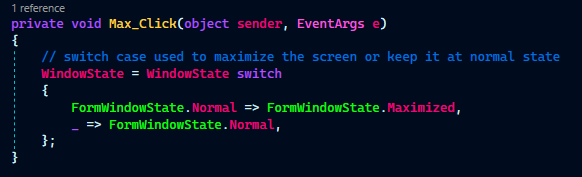 1 reference
private void Max_Click(object sender, EventArgs e)
{
    // switch case used to maximize the screen or keep it at normal state
    WindowState = WindowState switch
    {
        FormWindowState.Normal => FormWindowState.Maximized,
        _ => FormWindowState.Normal,
    };
}